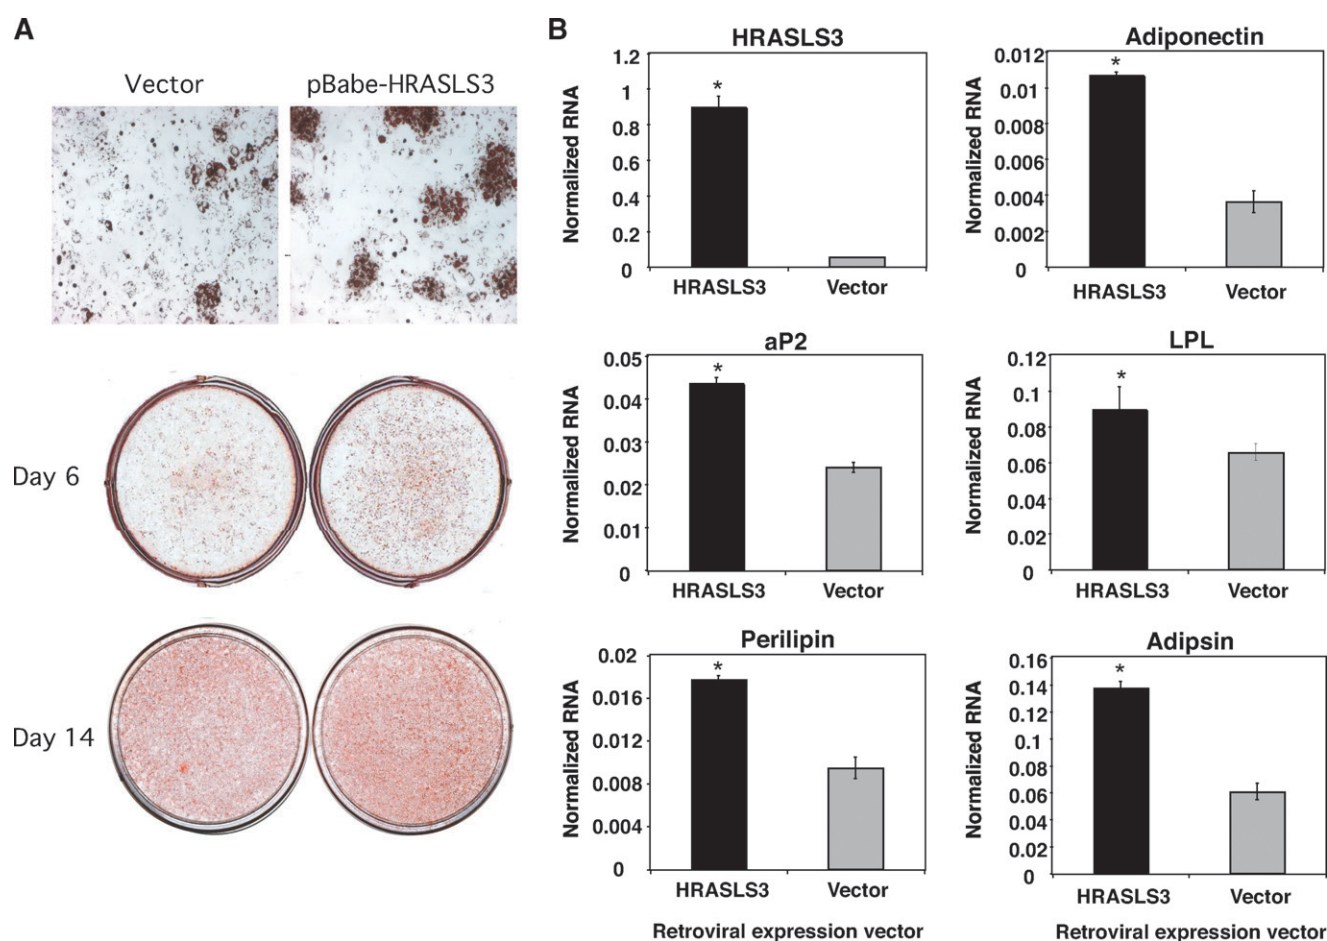 A
Vector
pBabe-HRASLS3
Day 6
Day 14
B
HRASLS3
Normalized RNA
1.2
1
0.8
0.6
0.4
0.2
0
*
HRASLS3
Vector
Adiponectin
Normalized RNA
0.012
0.010
0.008
0.006
0.004
0.002
0
*
HRASLS3
Vector
aP2
Normalized RNA
0.05
0.04
0.03
0.02
0.01
0
*
HRASLS3
Vector
LPL
Normalized RNA
0.12
0.1
0.08
0.06
0.04
0.02
0
*
HRASLS3
Vector
Perilipin
Normalized RNA
0.02
0.016
0.012
0.008
0.004
0
*
HRASLS3
Vector
Retroviral expression vector
Adipsin
Normalized RNA
0.16
0.14
0.12
0.1
0.08
0.06
0.04
0.02
0
*
HRASLS3
Vector
Retroviral expression vector